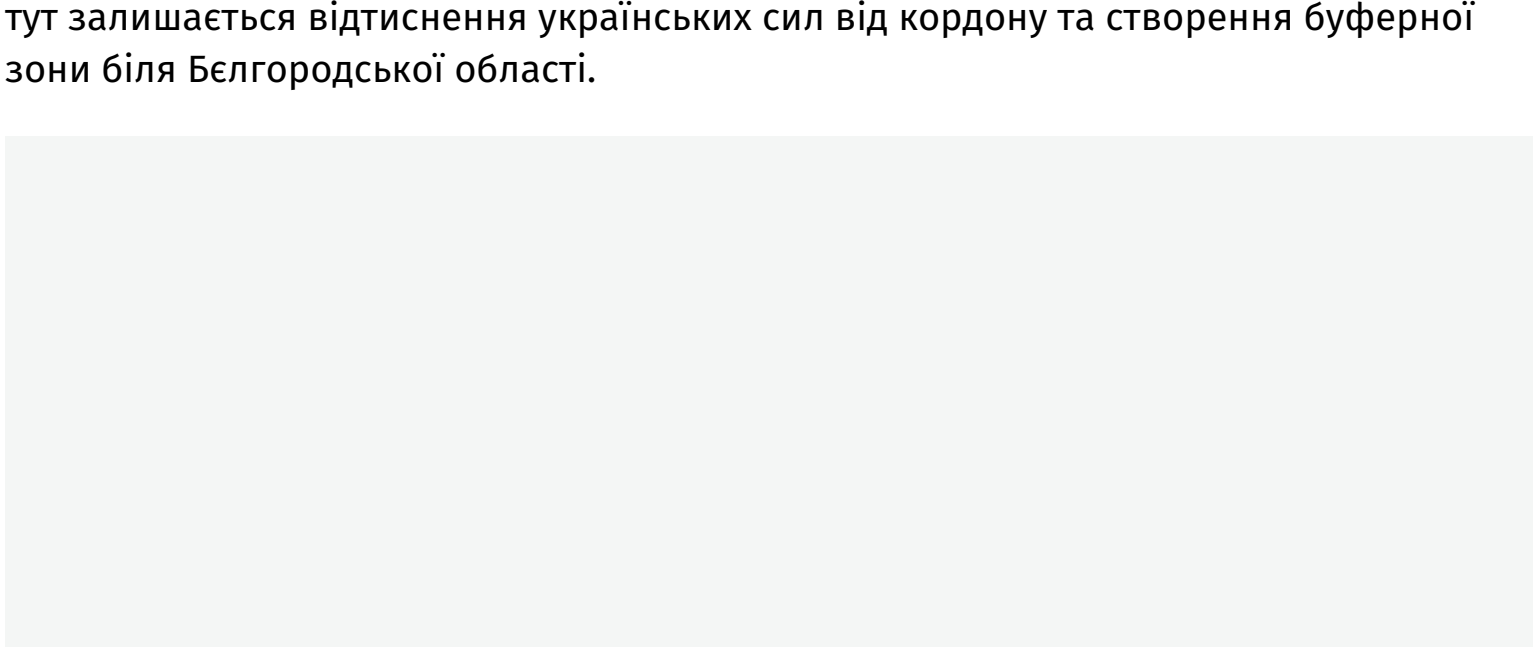 тут залишається відтиснення українських сил від кордону та створення буферної
зони біля Бєлгородської області.